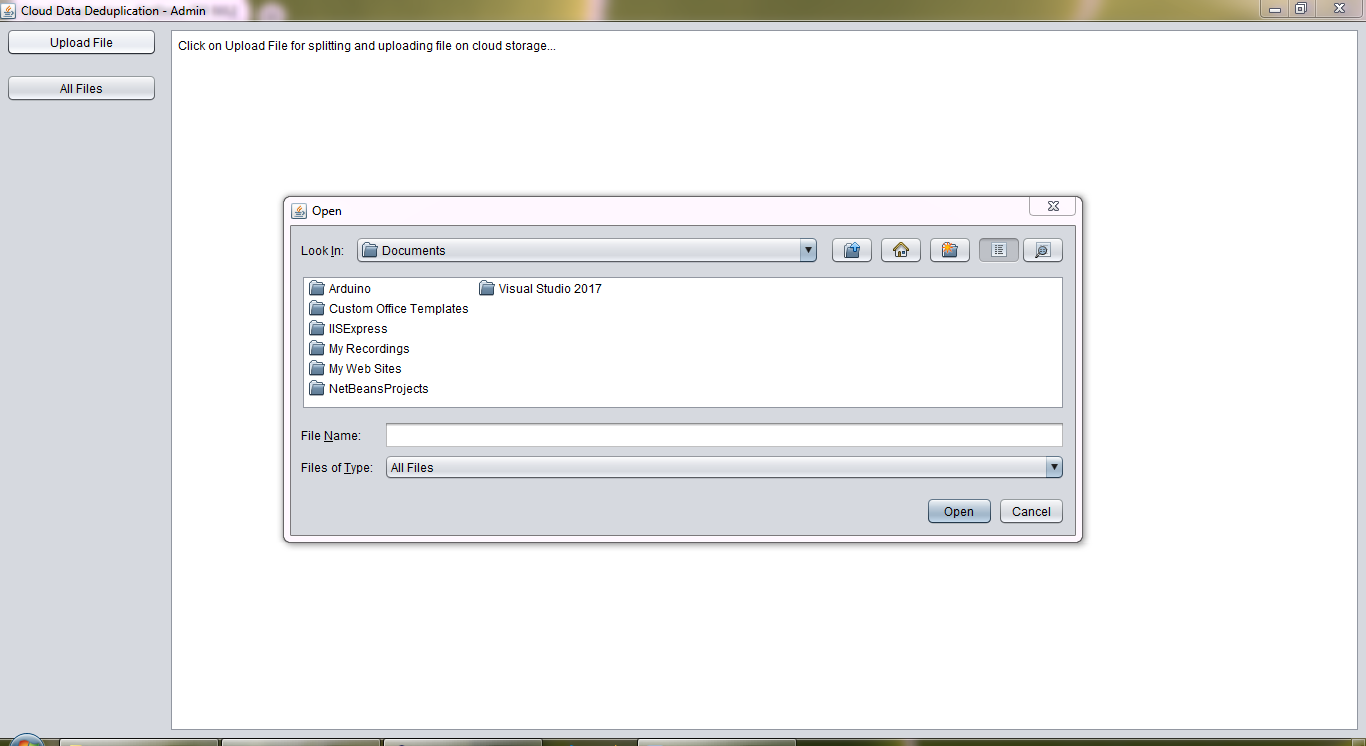 Cloud Data Deduplication - Admin
Upload File
Click on Upload File for splitting and uploading file on cloud storage...
All Files
Open
Look In:
Documents
Arduino
Visual Studio 2017
Custom Office Templates
IISExpress
My Recordings
My Web Sites
NetBeansProjects
File Name:
Files of Type:
All Files
Open
Cancel